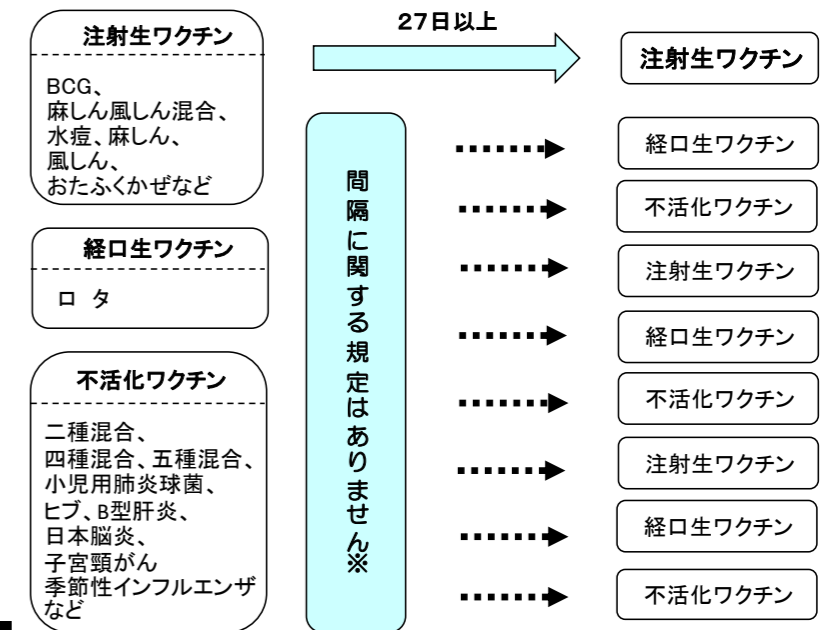 注射生ワクチン
BCG、
麻しん風しん混合、
水痘、麻しん、
風しん、
おたふくかぜなど
27日以上
注射生ワクチン
経口生ワクチン
ロ タ
不活化ワクチン
二種混合、
四種混合、五種混合、
小児用肺炎球菌、
ヒブ、B型肝炎、
日本脳炎、
子宮頸がん
季節性インフルエンザ
など
間隔に関する規定はありません※
経口生ワクチン
不活化ワクチン
注射生ワクチン
経口生ワクチン
不活化ワクチン
注射生ワクチン
経口生ワクチン
不活化ワクチン